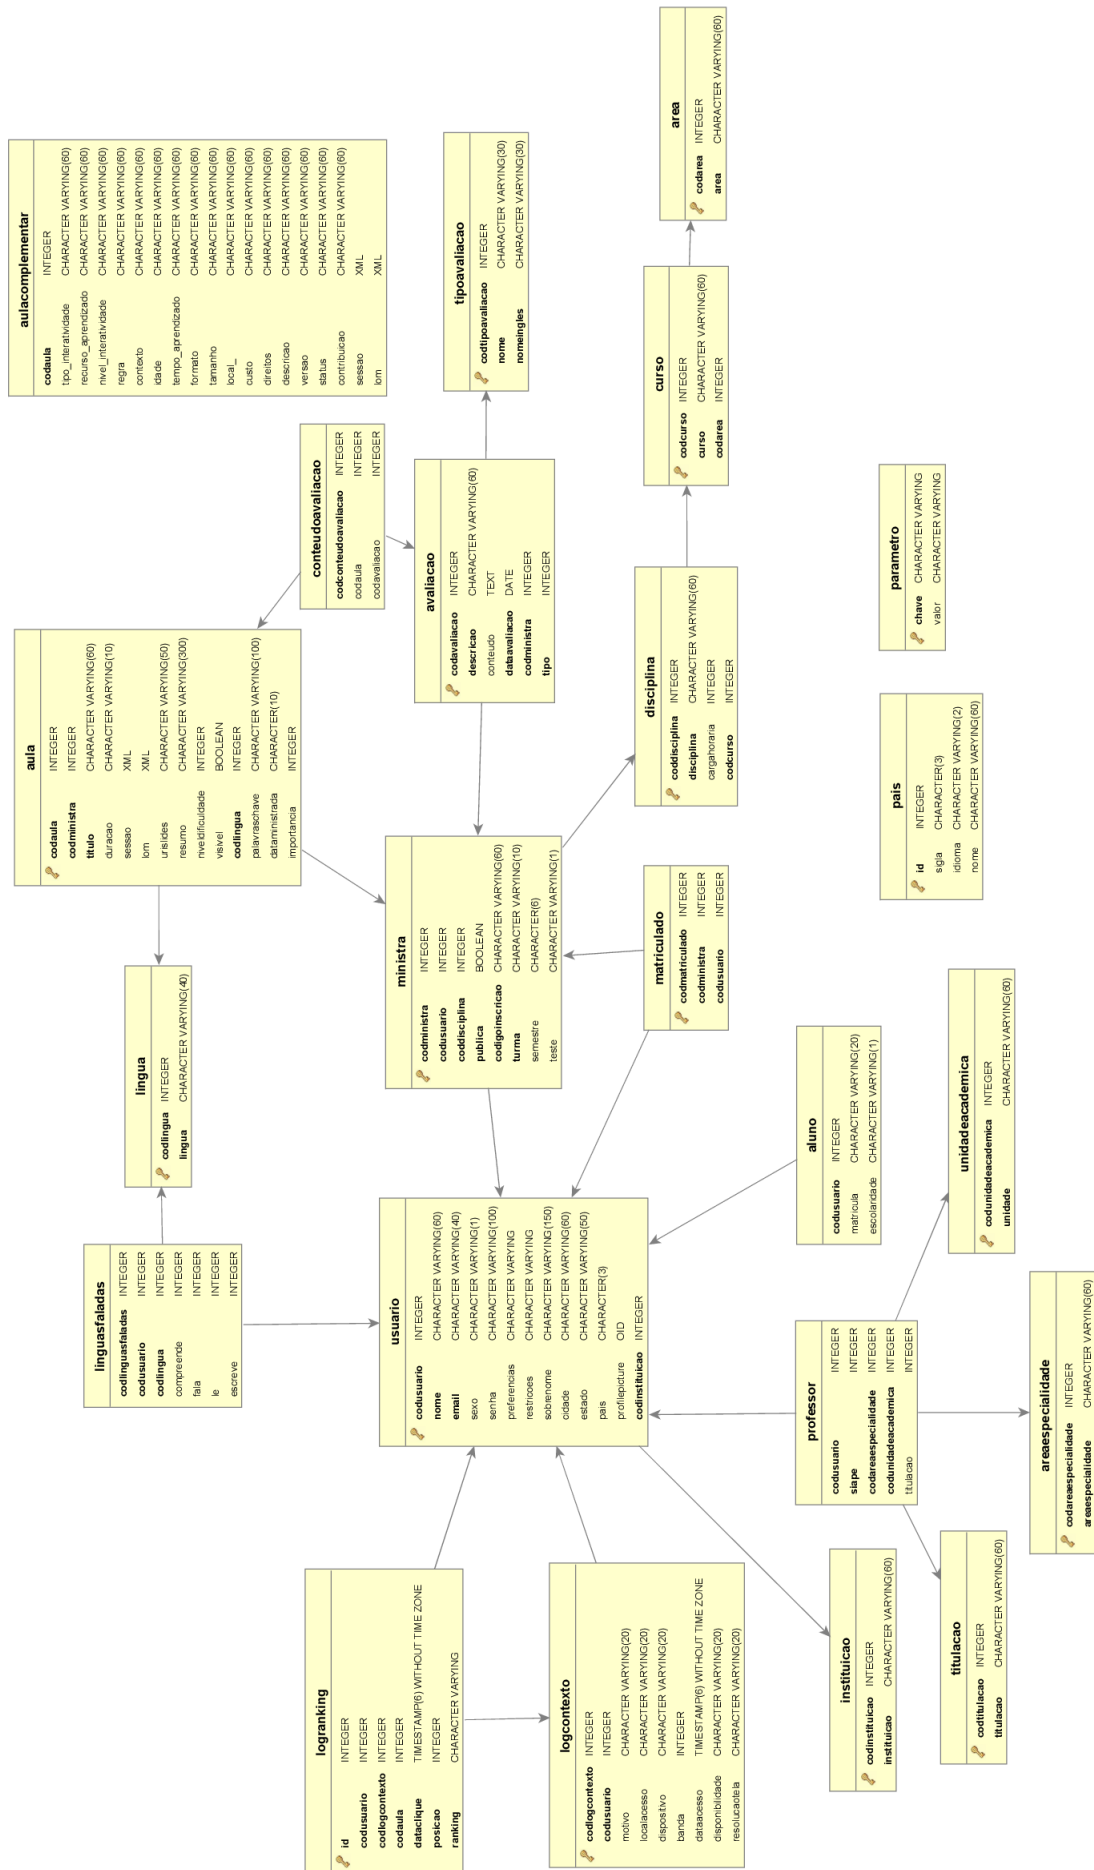 aulacomplementar
codaula INTEGER
tipo_interatividade CHARACTER VARYING(60)
recurso_aprendizado CHARACTER VARYING(60)
nivel_interatividade CHARACTER VARYING(60)
regra CHARACTER VARYING(60)
contexto CHARACTER VARYING(60)
idade CHARACTER VARYING(60)
tempo_aprendizado CHARACTER VARYING(60)
formato CHARACTER VARYING(60)
tamanho CHARACTER VARYING(60)
local_ CHARACTER VARYING(60)
custo CHARACTER VARYING(60)
direitos CHARACTER VARYING(60)
descricao CHARACTER VARYING(60)
versao CHARACTER VARYING(60)
status CHARACTER VARYING(60)
contribuicao CHARACTER VARYING(60)
sessao XML
lom XML
tipoavaliacao
codtipoavaliacao INTEGER
nome CHARACTER VARYING(30)
nomeingles CHARACTER VARYING(30)
area
codarea INTEGER
area CHARACTER VARYING(60)
curso
codcurso INTEGER
curso CHARACTER VARYING(60)
codarea INTEGER
conteudoavaliacao
codconteudoavaliacao INTEGER
codaula INTEGER
codavaliacao INTEGER
avaliacao
codavaliacao INTEGER
descricao CHARACTER VARYING(60)
conteudo TEXT
dataavaliacao DATE
codministra INTEGER
tipo INTEGER
aula
codaula INTEGER
codministra INTEGER
titulo CHARACTER VARYING(60)
duracao CHARACTER VARYING(10)
sessao XML
lom XML
urlslides CHARACTER VARYING(50)
resumo CHARACTER VARYING(300)
niveldificuldade INTEGER
visivel BOOLEAN
codlingua INTEGER
palavraschave CHARACTER VARYING(100)
dataministrada CHARACTER(10)
importancia INTEGER
disciplina
coddisciplina INTEGER
disciplina CHARACTER VARYING(60)
cargahoraria INTEGER
codcurso INTEGER
parametro
chave CHARACTER VARYING
valor CHARACTER VARYING
pais
id INTEGER
sigla CHARACTER(3)
idioma CHARACTER VARYING(2)
nome CHARACTER VARYING(60)
ministra
codministra INTEGER
codusuario INTEGER
coddisciplina INTEGER
publica BOOLEAN
codigoinscricao CHARACTER VARYING(60)
turma CHARACTER VARYING(10)
semestre CHARACTER(6)
teste CHARACTER VARYING(1)
matriculado
codmatriculado INTEGER
codministra INTEGER
codusuario INTEGER
lingua
codlingua INTEGER
lingua CHARACTER VARYING(40)
aluno
codusuario INTEGER
matricula CHARACTER VARYING(20)
escolaridade CHARACTER VARYING(1)
unidadeacademica
codunidadeacademica INTEGER
unidade CHARACTER VARYING(60)
linguasfaladas
codlinguasfaladas INTEGER
codusuario INTEGER
codlingua INTEGER
compreende INTEGER
fala INTEGER
le INTEGER
escreve INTEGER
usuario
codusuario INTEGER
nome CHARACTER VARYING(60)
email CHARACTER VARYING(40)
sexo CHARACTER VARYING(1)
senha CHARACTER VARYING(100)
preferencias CHARACTER VARYING
restricoes CHARACTER VARYING
sobrenome CHARACTER VARYING(150)
cidade CHARACTER VARYING(60)
estado CHARACTER VARYING(50)
pais CHARACTER(3)
profilepicture OID
codinstituicao INTEGER
professor
codusuario INTEGER
siape INTEGER
codareaespecialidade INTEGER
codunidadeacademica INTEGER
titulacao INTEGER
areaespecialidade
codareaespecialidade INTEGER
areaespecialidade CHARACTER VARYING(60)
logranking
id INTEGER
codusuario INTEGER
codlogcontexto INTEGER
codaula INTEGER
dataclique TIMESTAMP(6) WITHOUT TIME ZONE
posicao INTEGER
ranking CHARACTER VARYING
logcontexto
codlogcontexto INTEGER
codusuario INTEGER
motivo CHARACTER VARYING(20)
localacesso CHARACTER VARYING(20)
dispositivo CHARACTER VARYING(20)
banda INTEGER
dataacesso TIMESTAMP(6) WITHOUT TIME ZONE
disponiblidade CHARACTER VARYING(20)
resolucaotela CHARACTER VARYING(20)
instituicao
codinstituicao INTEGER
instituicao CHARACTER VARYING(60)
titulacao
codtitulacao INTEGER
titulacao CHARACTER VARYING(60)